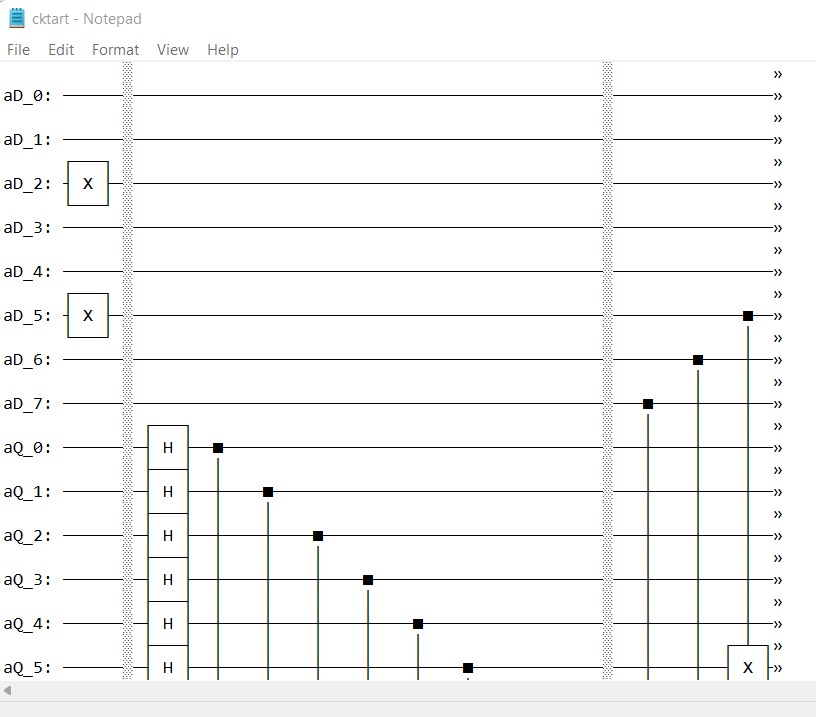 cktart - Notepad
File Edit Format View Help
»
aD_0: »
»
aD_1: »
»
aD_2: X »
»
aD_3: »
»
aD_4: »
»
aD_5: X »
»
aD_6: »
»
aD_7: »
»
aQ_0: H »
»
aQ_1: H »
»
aQ_2: H »
»
aQ_3: H »
»
aQ_4: H »
»
aQ_5: H X »